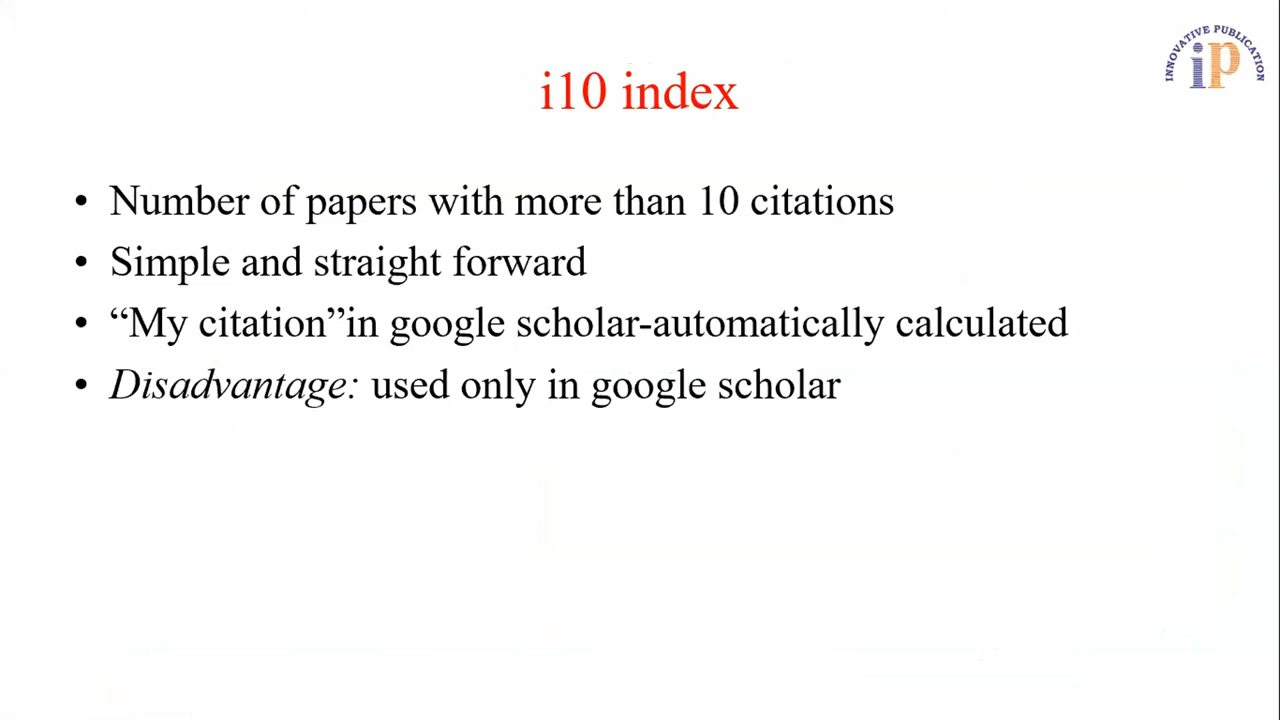 INNOVATIVE PUBLICATION
ip
i10 index
• Number of papers with more than 10 citations
• Simple and straight forward
• “My citation”in google scholar-automatically calculated
• Disadvantage: used only in google scholar